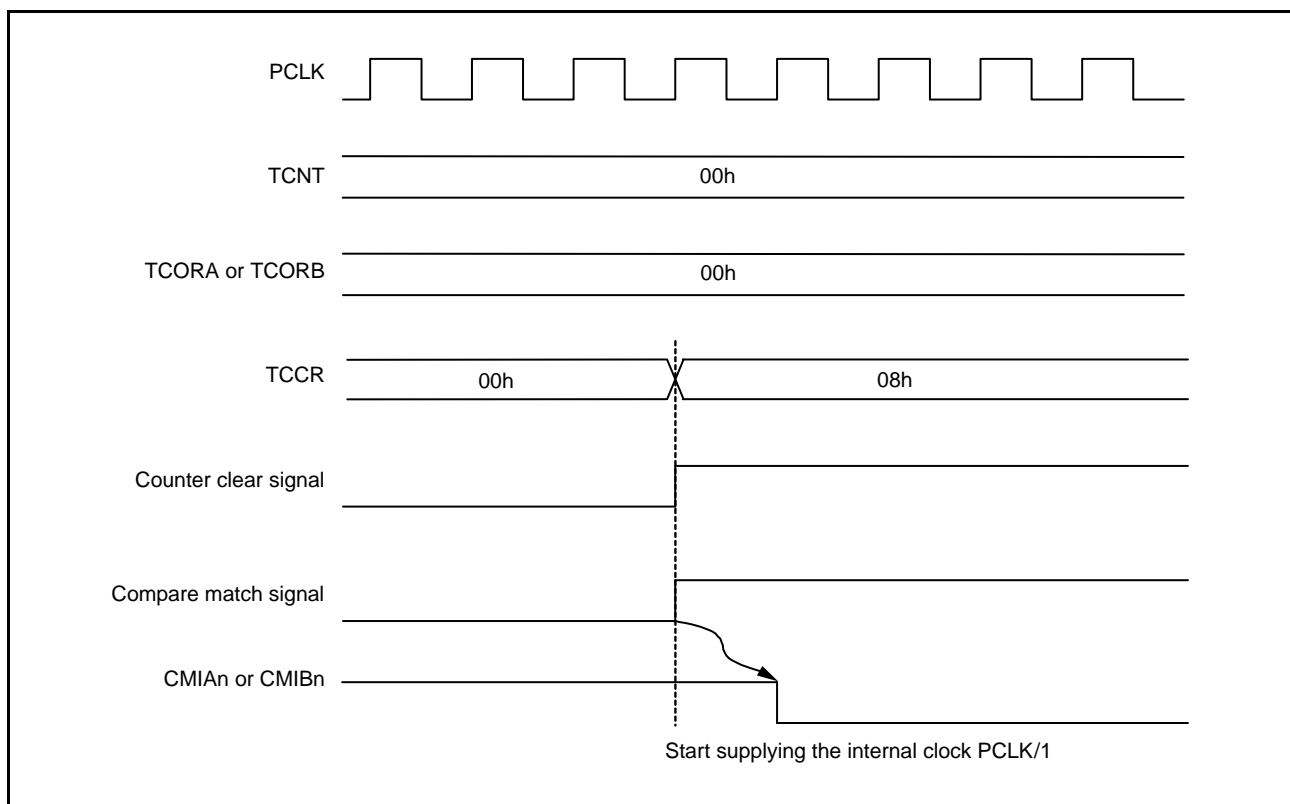 PCLK
TCNT
00h
TCORA or TCORB
00h
TCCR
00h
08h
Counter clear signal
Compare match signal
CMIAn or CMIBn
Start supplying the internal clock PCLK/1